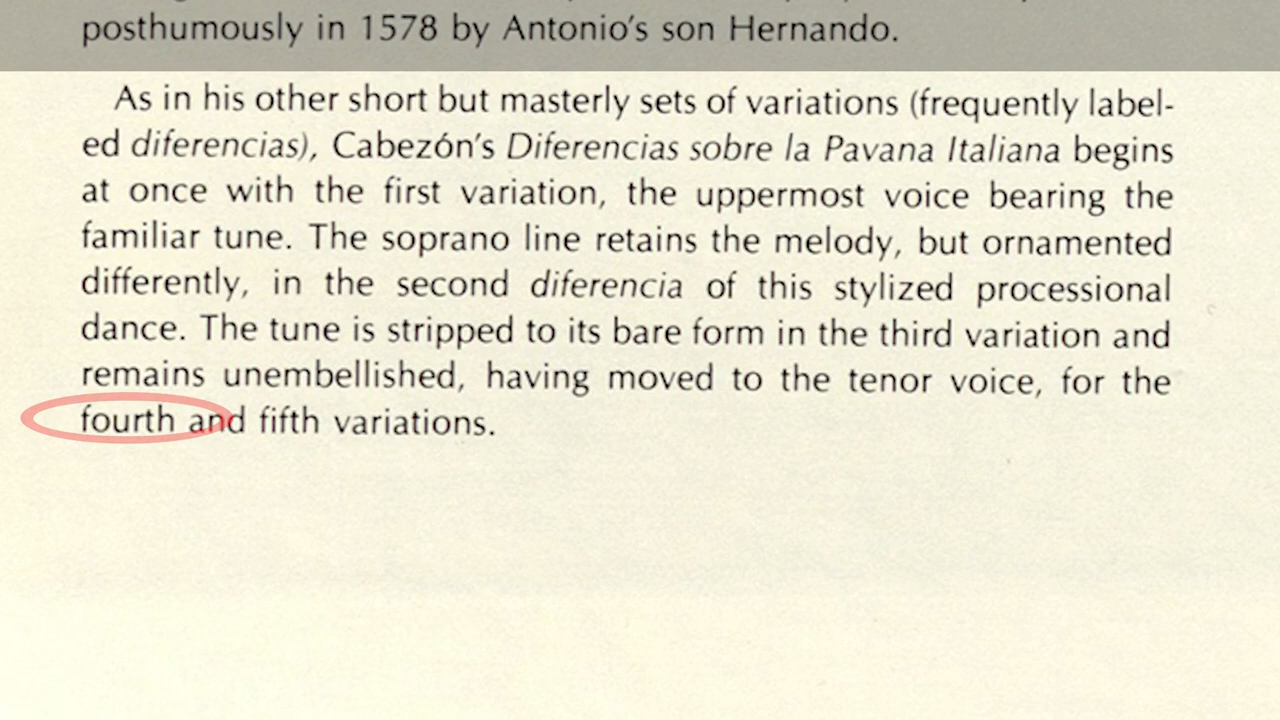 posthumously in 1578 by Antonio's son Hernando.
As in his other short but masterly sets of variations (frequently label-
ed diferencias), Cabezón's Diferencias sobre la Pavana Italiana begins
at once with the first variation, the uppermost voice bearing the
familiar tune. The soprano line retains the melody, but ornamented
differently, in the second diferencia of this stylized processional
dance. The tune is stripped to its bare form in the third variation and
remains unembellished, having moved to the tenor voice, for the
fourth and fifth variations.